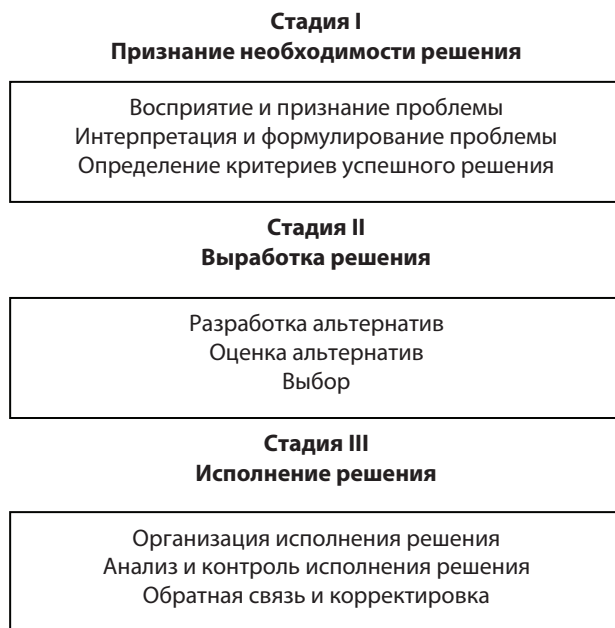 Стадия I
Признание необходимости решения
Восприятие и признание проблемы
Интерпретация и формулирование проблемы
Определение критериев успешного решения
Стадия II
Выработка решения
Разработка альтернатив
Оценка альтернатив
Выбор
Стадия III
Исполнение решения
Организация исполнения решения
Анализ и контроль исполнения решения
Обратная связь и корректировка